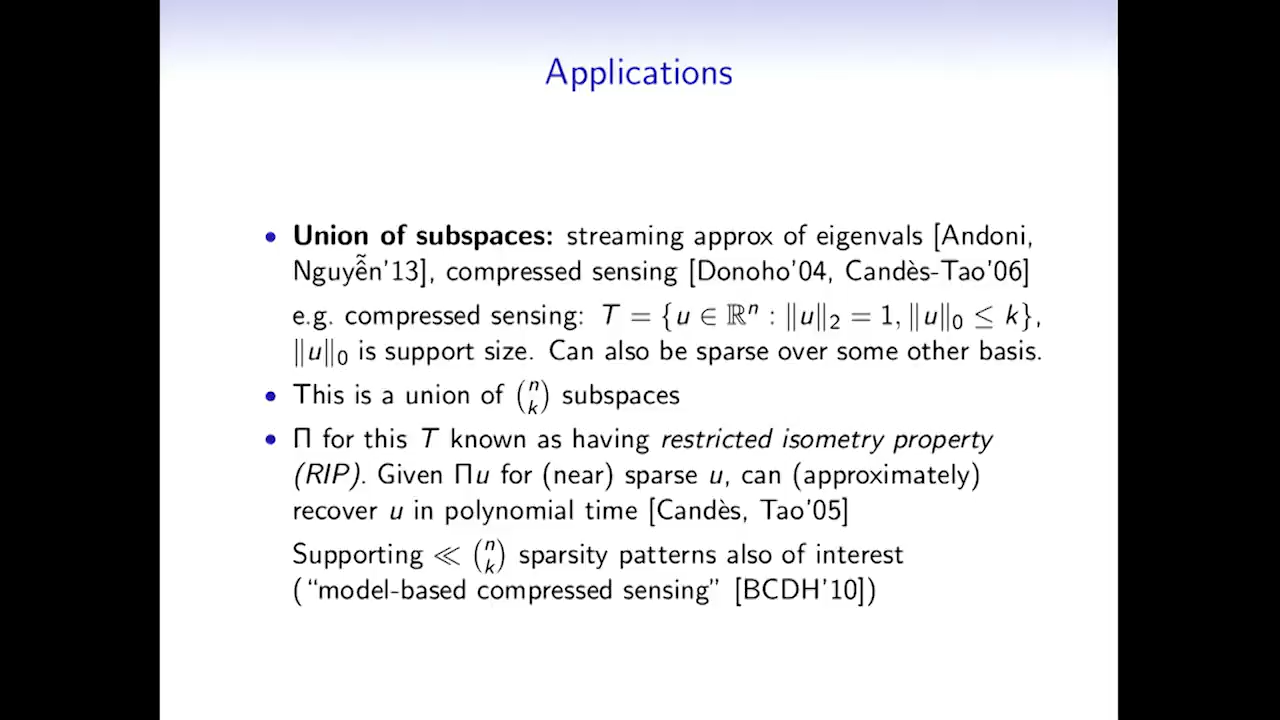 Applications
• Union of subspaces: streaming approx of eigenvals [Andoni,
Nguyễn'13], compressed sensing [Donoho'04, Candès-Tao'06]
e.g. compressed sensing: T = {u ∈ ℝⁿ : ‖u‖₂ = 1, ‖u‖₀ ≤ k},
‖u‖₀ is support size. Can also be sparse over some other basis.
• This is a union of (n k) subspaces
• Π for this T known as having restricted isometry property
(RIP). Given Πu for (near) sparse u, can (approximately)
recover u in polynomial time [Candès, Tao'05]
Supporting ≪ (n k) sparsity patterns also of interest
("model-based compressed sensing" [BCDH'10])